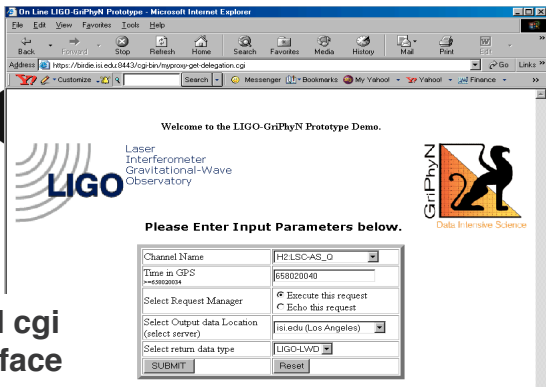 On Line LIGO-GriPhyN Prototype - Microsoft Internet Explorer
File Edit View Favorites Tools Help
Back Forward Stop Refresh Home Search Favorites Media History Mail Print Edit »
Address https://birdie.isi.edu:8443/cgi-bin/myproxy-get-delegation.cgi Go Links »
Y7 Customize Search Messenger Bookmarks My Yahoo! Yahoo! Finance »
Welcome to the LIGO-GriPhyN Prototype Demo.
LIGO
Laser
Interferometer
Gravitational-Wave
Observatory
GriPhyN
Data Intensive Science
Please Enter Input Parameters below.
Channel Name H2:LSC-AS_Q
Time in GPS 658020040
>=658020034
Select Request Manager Execute this request
Echo this request
Select Output data Location isi.edu (Los Angeles)
(select server)
Select return data type LIGO-LWD
SUBMIT Reset
cgi
face